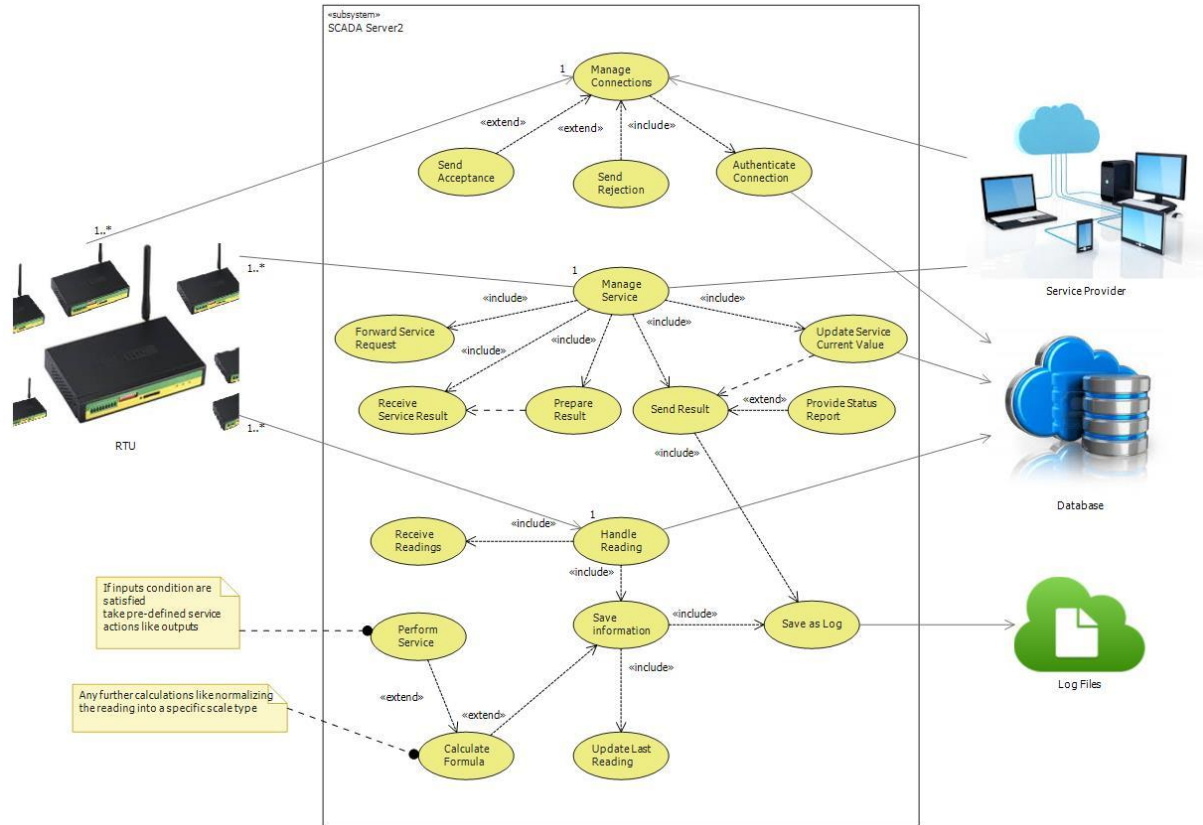 «subsystem»
SCADA Server2
1
Manage
Connections
«extend»
«extend»
«include»
Send
Acceptance
Send
Rejection
Authenticate
Connection
1..*
1..*
1
Manage
Service
Service Provider
«include»
«include»
Forward Service
Request
«include»
«include»
«include»
Update Service
Current Value
Receive
Service Result
Prepare
Result
Send Result
«extend»
Provide Status
Report
1..*
RTU
«include»
Database
1
«include»
Receive
Readings
Handle
Reading
«include»
If inputs condition are
satisfied
take pre-defined service
actions like outputs
Perform
Service
Save
information
«include»
Save as Log
«include»
Log Files
Any further calculations like normalizing
the reading into a specific scale type
«extend»
«extend»
Calculate
Formula
Update Last
Reading